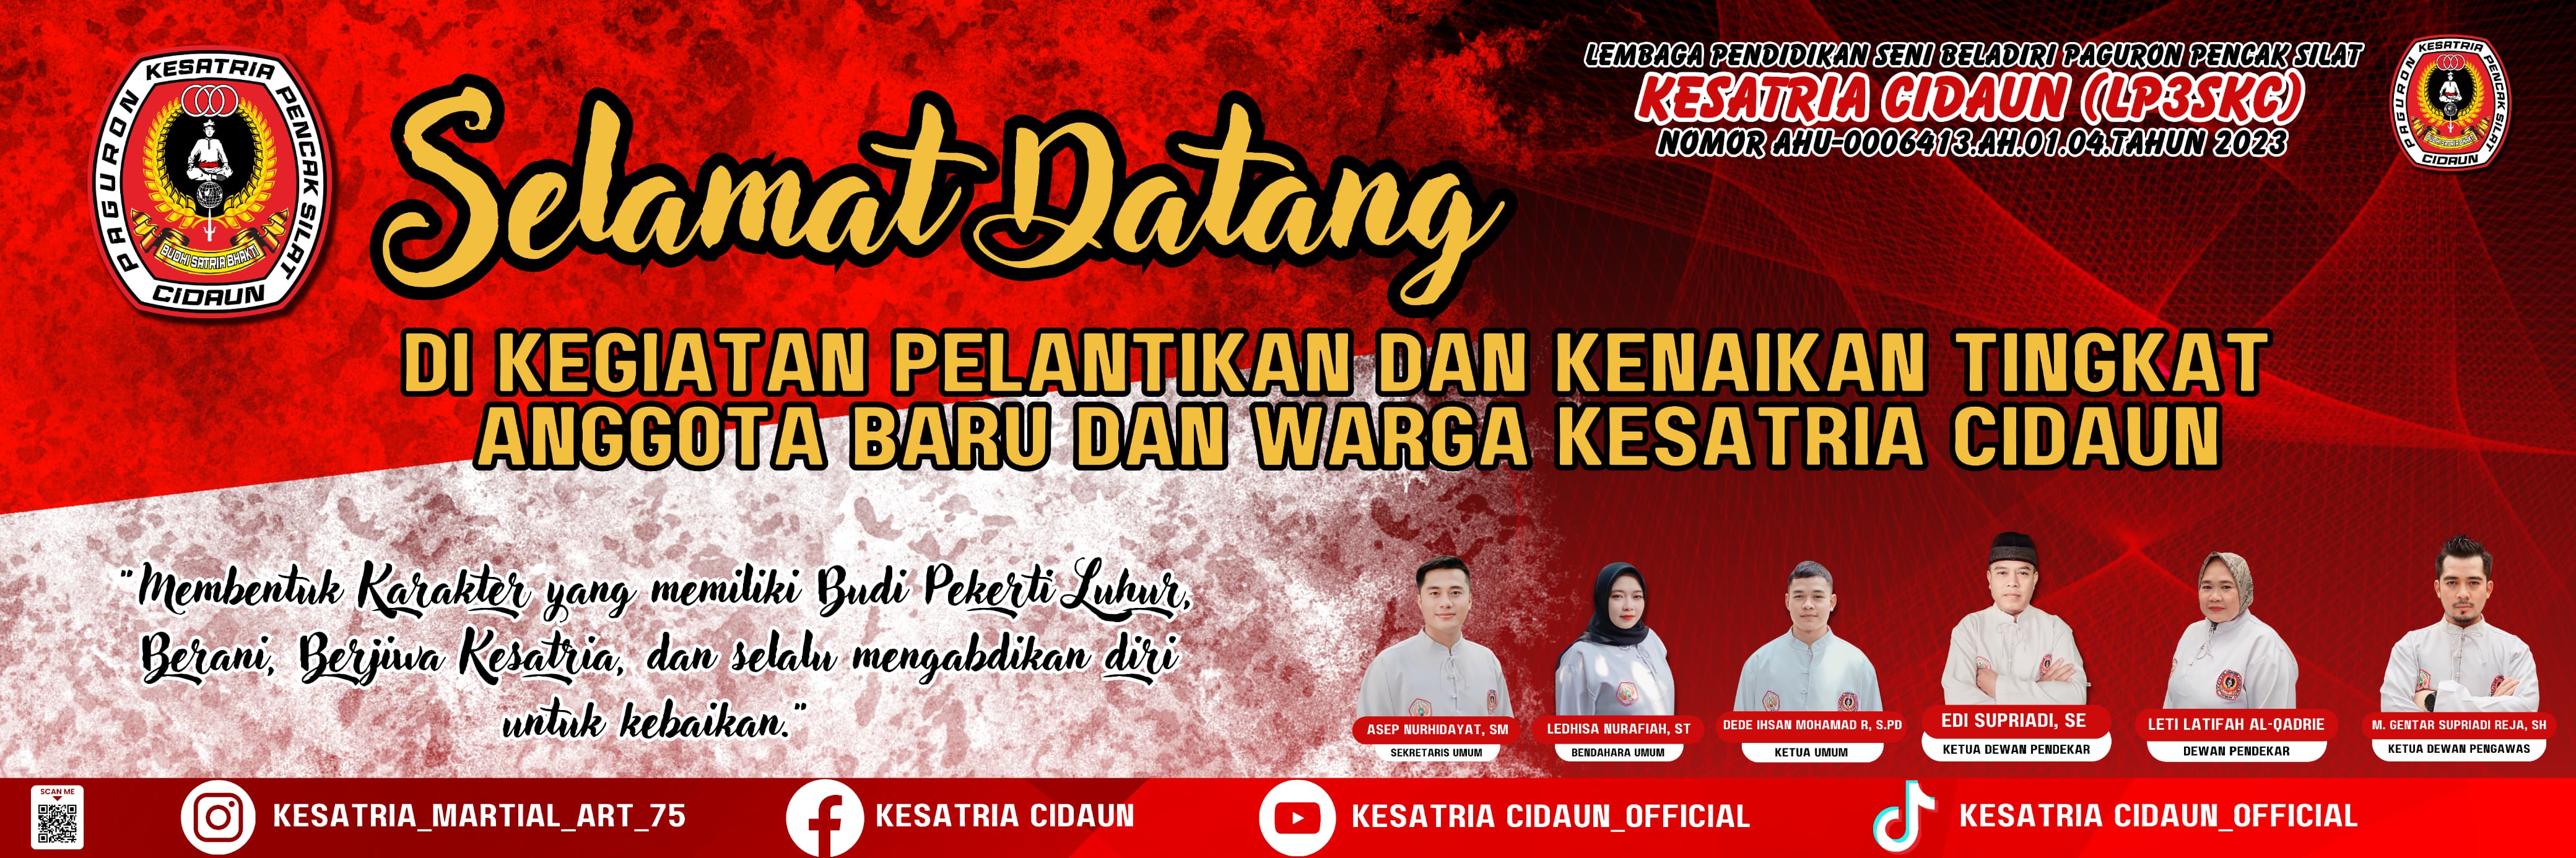 PAGURON KESATRIA PENCAK SILAT
CIDAUN
BUDHI SATRIA BHAKTI
Selamat Datang
LEMBAGA PENDIDIKAN SENI BELADIRI PAGURON PENCAK SILAT
KESATRIA CIDAUN (LP3SKC)
NOMOR AHU-0006413.AH.01.04.TAHUN 2023
PAGURON KESATRIA PENCAK SILAT
CIDAUN
DI KEGIATAN PELANTIKAN DAN KENAIKAN TINGKAT
ANGGOTA BARU DAN WARGA KESATRIA CIDAUN
"Membentuk Karakter yang memiliki Budi Pekerti Luhur,
Berani, Berjiwa Kesatria, dan selalu mengabdikan diri
untuk kebaikan."
ASEP NURHIDAYAT, SM
SEKRETARIS UMUM
LEDHISA NURAFIAH, ST
BENDAHARA UMUM
DEDE IHSAN MOHAMAD R, S.PD
KETUA UMUM
EDI SUPRIADI, SE
KETUA DEWAN PENDEKAR
LETI LATIFAH AL-QADRIE
DEWAN PENDEKAR
M. GENTAR SUPRIADI REJA, SH
KETUA DEWAN PENGAWAS
SCAN ME
KESATRIA_MARTIAL_ART_75
KESATRIA CIDAUN
KESATRIA CIDAUN_OFFICIAL
KESATRIA CIDAUN_OFFICIAL